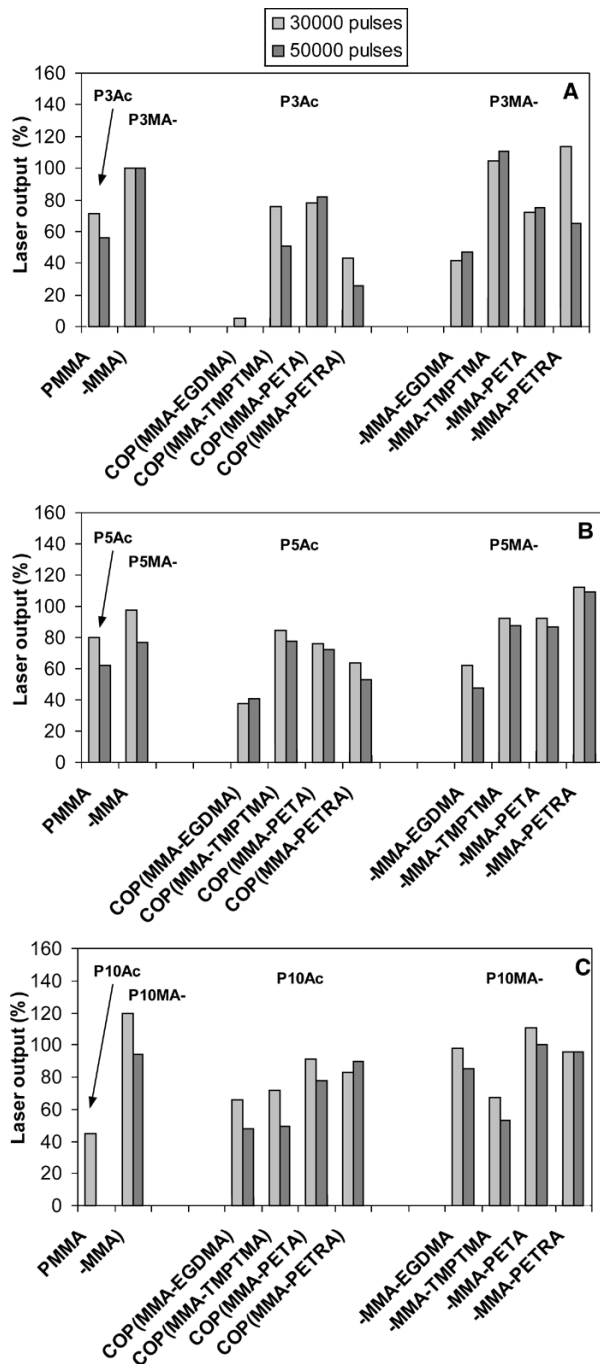 30000 pulses
50000 pulses
A
P3Ac
P3MA-
P3Ac
P3MA-
Laser output (%)
160
140
120
100
80
60
40
20
0
PMMA
-MMA)
COP(MMA-EGDMA)
COP(MMA-TMPTMA)
COP(MMA-PETA)
COP(MMA-PETRA)
-MMA-EGDMA
-MMA-TMPTMA
-MMA-PETA
-MMA-PETRA
B
P5Ac
P5MA-
P5Ac
P5MA-
Laser output (%)
160
140
120
100
80
60
40
20
0
PMMA
-MMA
COP(MMA-EGDMA)
COP(MMA-TMPTMA)
COP(MMA-PETA)
COP(MMA-PETRA)
-MMA-EGDMA
-MMA-TMPTMA
-MMA-PETA
-MMA-PETRA
C
P10Ac
P10MA-
P10Ac
P10MA-
Laser output (%)
160
140
120
100
80
60
40
20
0
PMMA
-MMA)
COP(MMA-EGDMA)
COP(MMA-TMPTMA)
COP(MMA-PETA)
COP(MMA-PETRA)
-MMA-EGDMA
-MMA-TMPTMA
-MMA-PETA
-MMA-PETRA